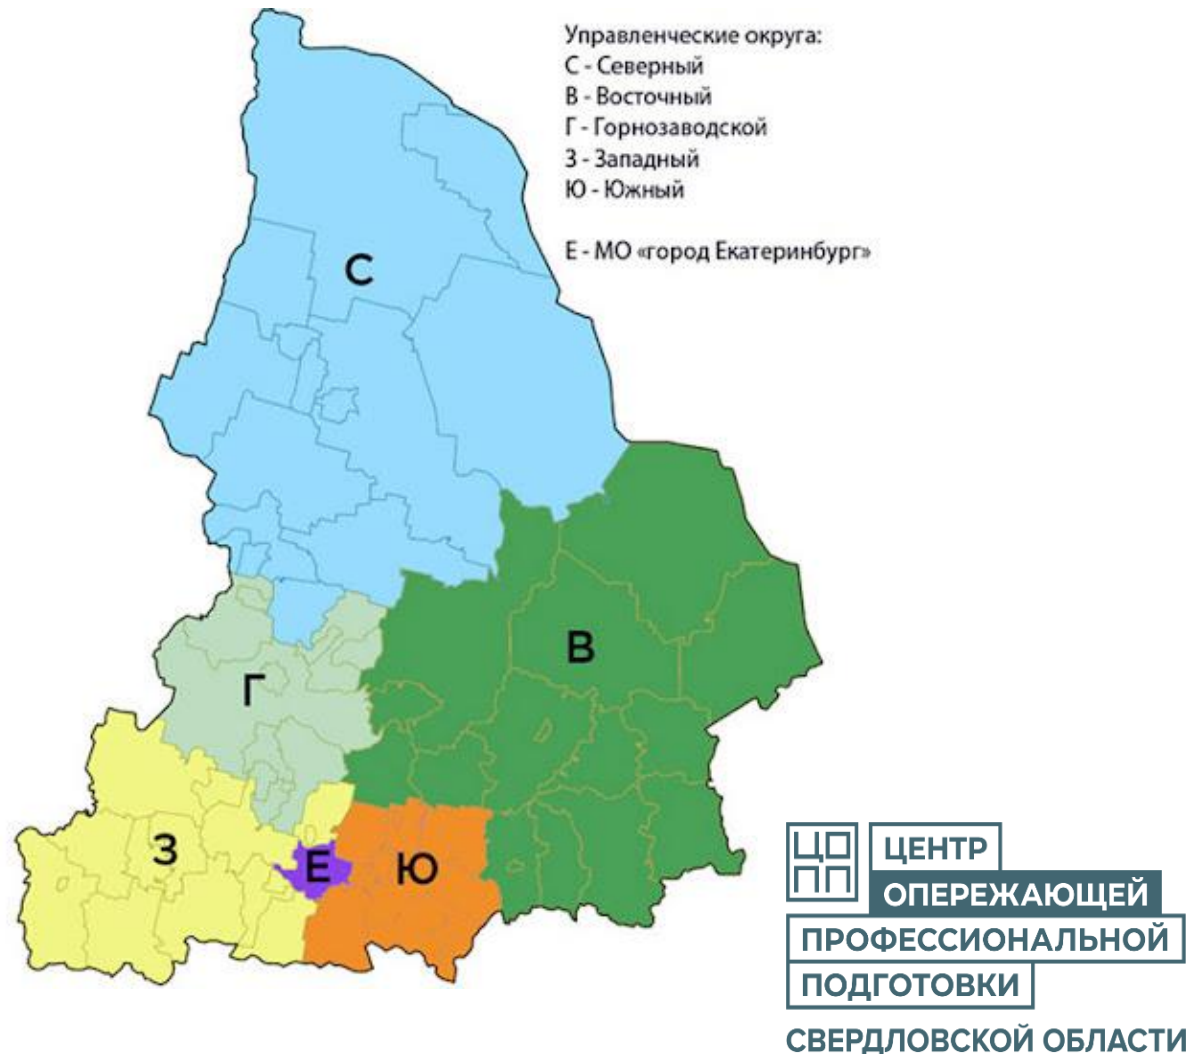 Управленческие округа:
С - Северный
В - Восточный
Г - Горнозаводской
З - Западный
Ю - Южный
Е - МО «город Екатеринбург»
С
В
Г
З
Е
Ю
ЦО
ПП
ЦЕНТР
ОПЕРЕЖАЮЩЕЙ
ПРОФЕССИОНАЛЬНОЙ
ПОДГОТОВКИ
СВЕРДЛОВСКОЙ ОБЛАСТИ